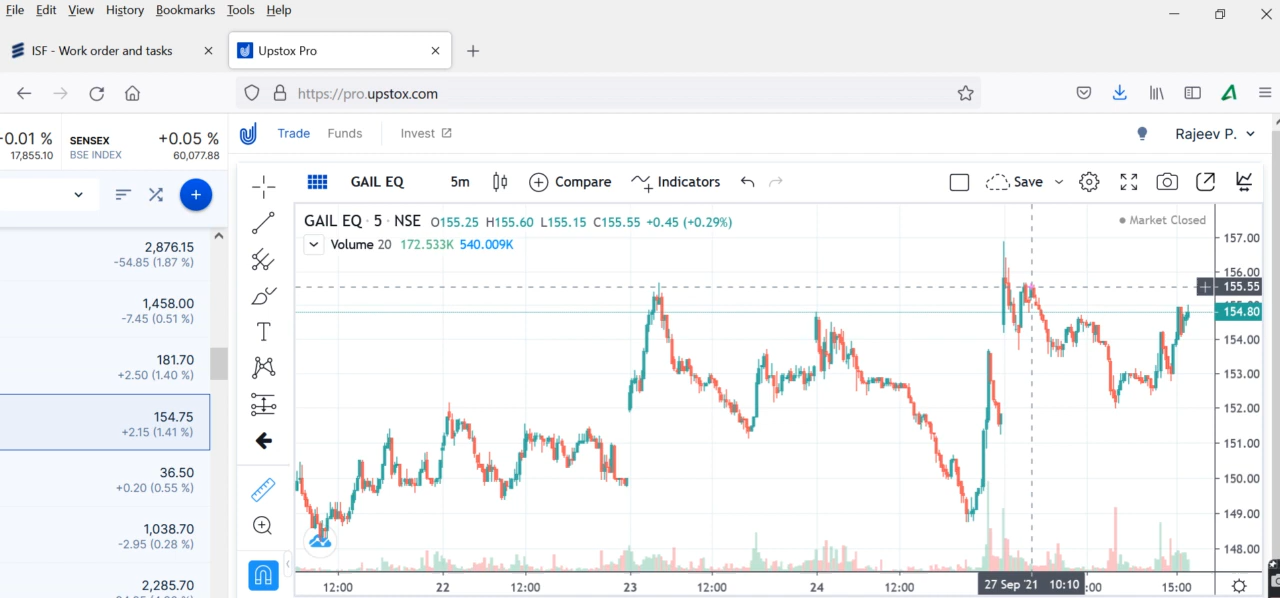 File Edit View History Bookmarks Tools Help
ISF - Work order and tasks
Upstox Pro
https://pro.upstox.com
-0.01 %
17,855.10
SENSEX
BSE INDEX
+0.05 %
60,077.88
Trade Funds Invest
Rajeev P.
GAIL EQ 5m Compare Indicators Save
GAIL EQ · 5 · NSE O155.25 H155.60 L155.15 C155.55 +0.45 (+0.29%)
Market Closed
Volume 20 172.533K 540.009K
2,876.15
-54.85 (1.87 %)
1,458.00
-7.45 (0.51 %)
181.70
+2.50 (1.40 %)
154.75
+2.15 (1.41 %)
36.50
+0.20 (0.55 %)
1,038.70
-2.95 (0.28 %)
2,285.70
157.00
156.00
155.55
154.80
154.00
153.00
152.00
151.00
150.00
149.00
148.00
12:00 22 12:00 23 12:00 24 12:00 27 Sep '21 10:10 :00 15:00